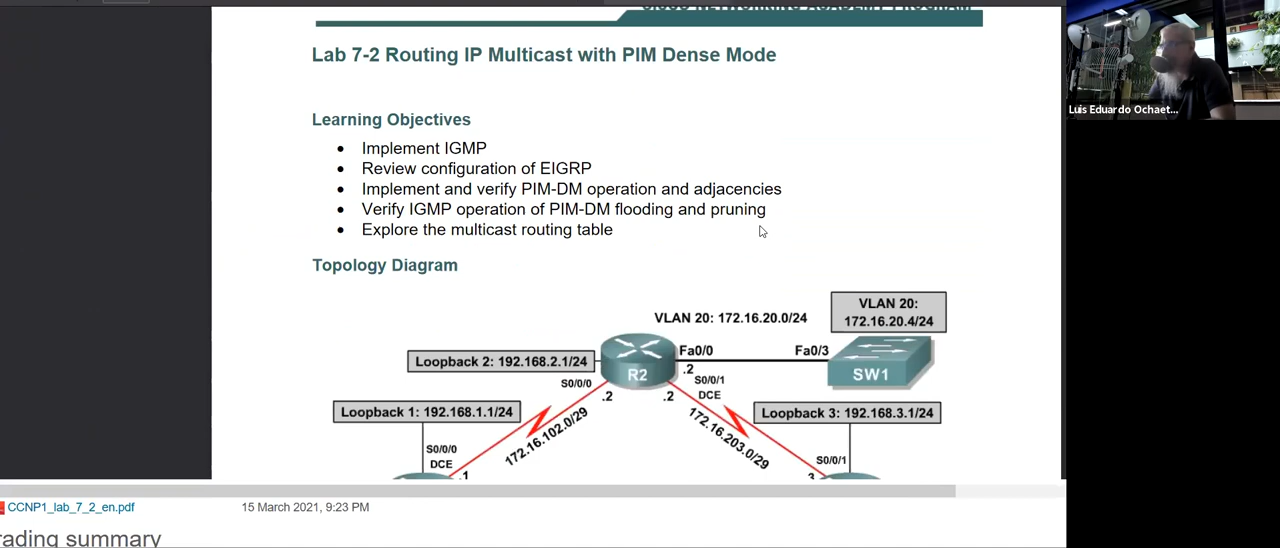 CISCO NETWORKING ACADEMY PROGRAM
Lab 7-2 Routing IP Multicast with PIM Dense Mode
Learning Objectives
• Implement IGMP
• Review configuration of EIGRP
• Implement and verify PIM-DM operation and adjacencies
• Verify IGMP operation of PIM-DM flooding and pruning
• Explore the multicast routing table
Topology Diagram
VLAN 20:
172.16.20.4/24
VLAN 20: 172.16.20.0/24
Loopback 2: 192.168.2.1/24
R2
Fa0/0
.2
Fa0/3
SW1
S0/0/0
.2
S0/0/1
DCE
.2
Loopback 1: 192.168.1.1/24
172.16.102.0/29
172.16.203.0/29
Loopback 3: 192.168.3.1/24
S0/0/0
DCE
.1
S0/0/1
.3
CCNP1_lab_7_2_en.pdf
15 March 2021, 9:23 PM
rading summary
Luis Eduardo Ochaet...